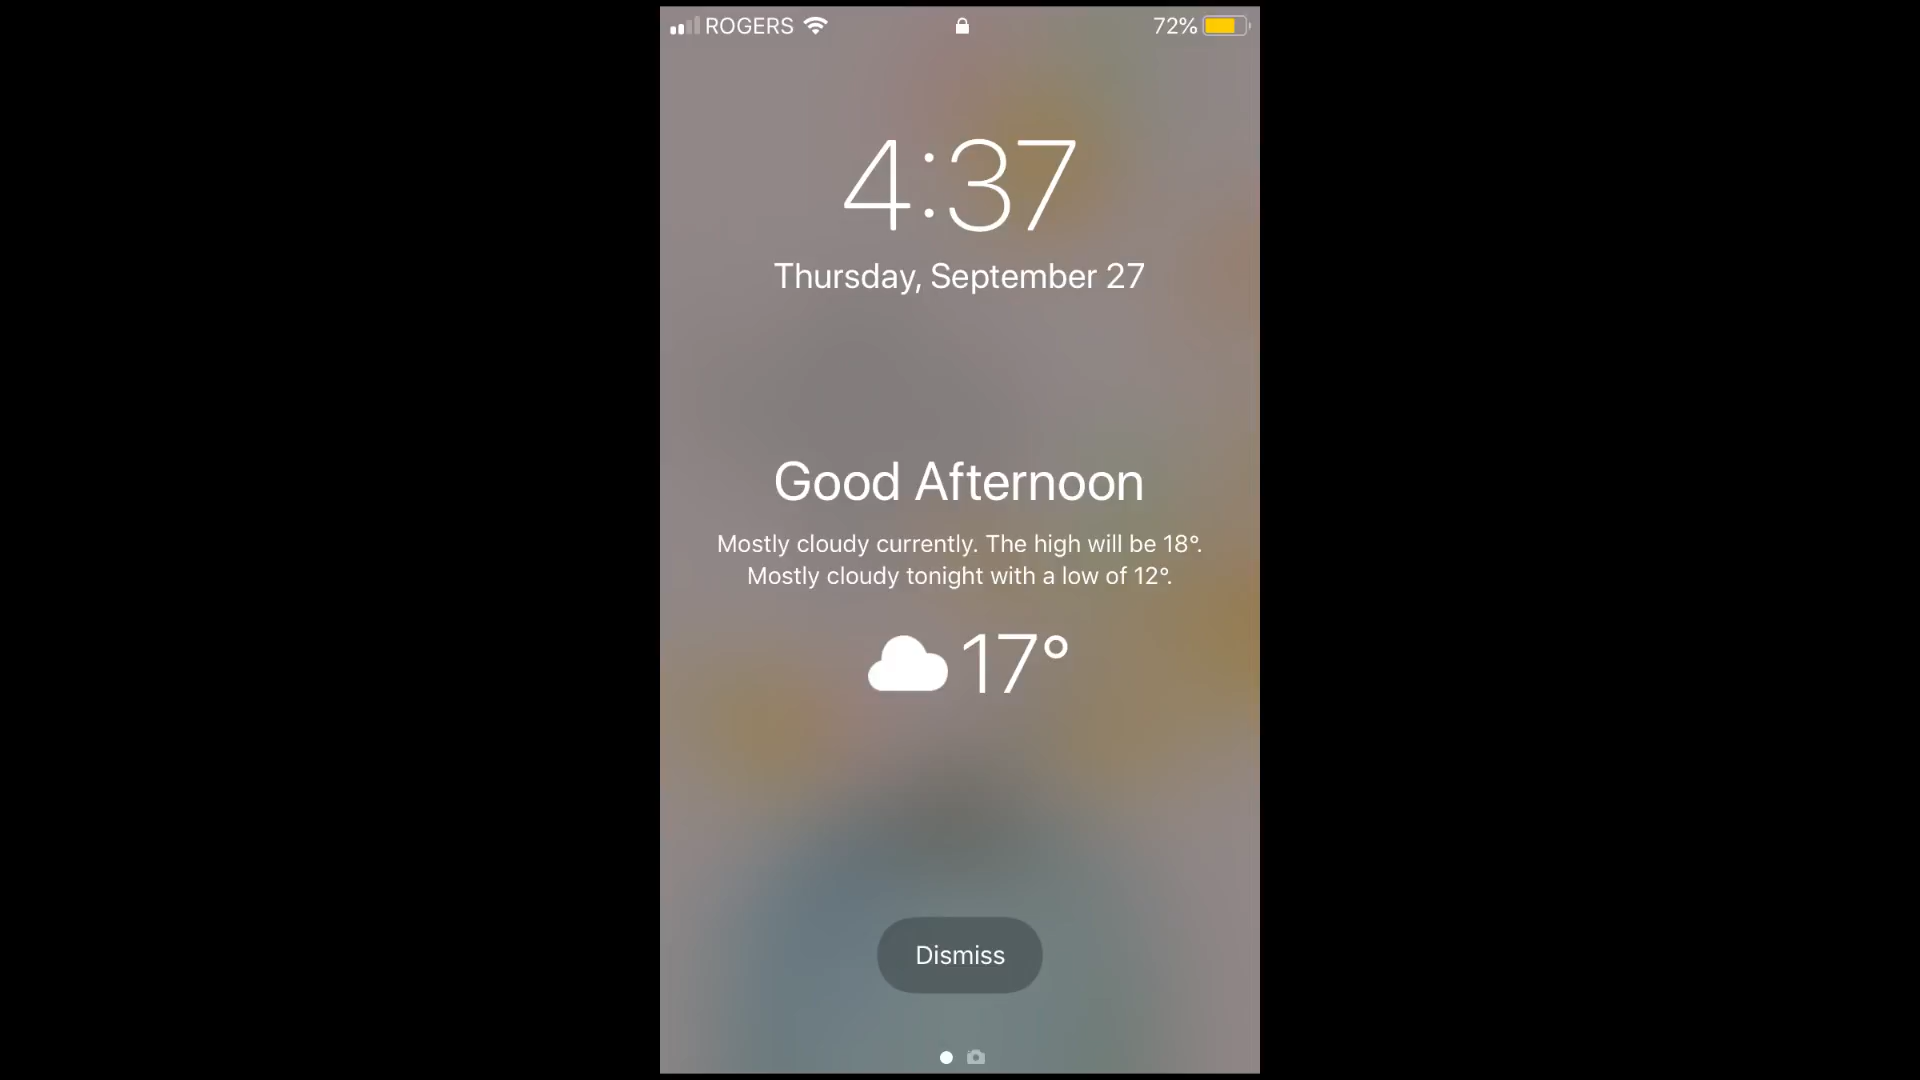 ROGERS 72%
4:37
Thursday, September 27
Good Afternoon
Mostly cloudy currently. The high will be 18°.
Mostly cloudy tonight with a low of 12°.
17°
Dismiss